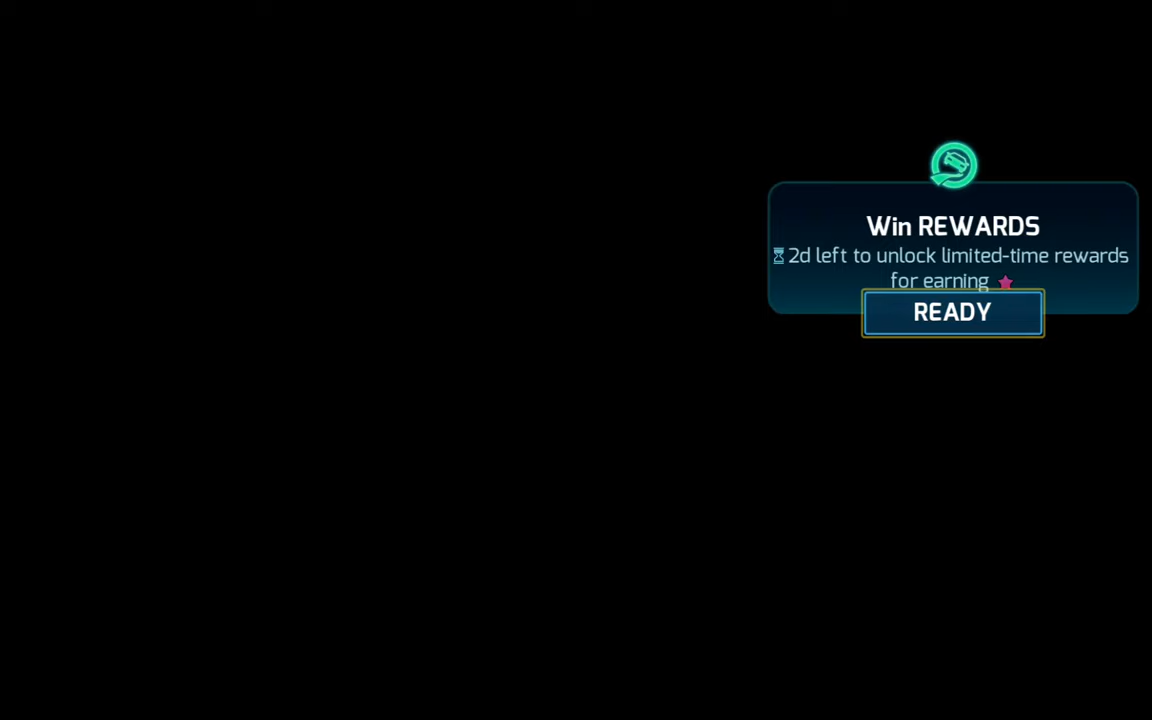 Win REWARDS
2d left to unlock limited-time rewards
for earning
READY